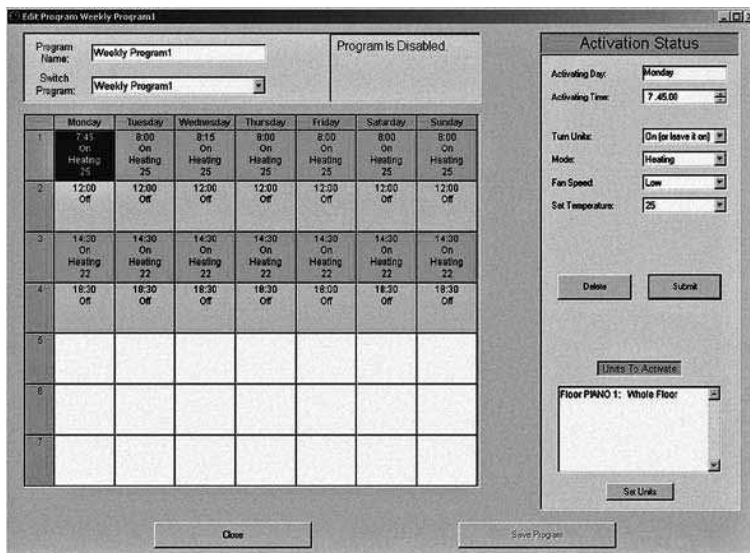 Edit Program Weekly Program1
Program Name: Weekly Program1
Switch Program: Weekly Program1
Program Is Disabled.
Monday Tuesday Wednesday Thursday Friday Saturday Sunday
1 7:45 8:00 8:15 8:00 8:00 8:00 8:00
On On On On On On On
Heating Heating Heating Heating Heating Heating Heating
25 25 25 25 25 25 25
2 12:00 12:00 12:00 12:00 12:00 12:00 12:00
Off Off Off Off Off Off Off
3 14:30 14:30 14:30 14:30 14:30 14:30 14:30
On On On On On On On
Heating Heating Heating Heating Heating Heating Heating
22 22 22 22 22 22 22
4 18:30 18:30 18:30 18:30 18:00 18:30 18:30
Off Off Off Off Off Off Off
5
6
7
Activation Status
Activating Day: Monday
Activating Time: 7.45.00
Turn Units: On (or leave it on)
Mode: Heating
Fan Speed: Low
Set Temperature: 25
Delete Submit
Units To Activate
Floor PIANO 1: Whole Floor
Set Units
Close Save Program